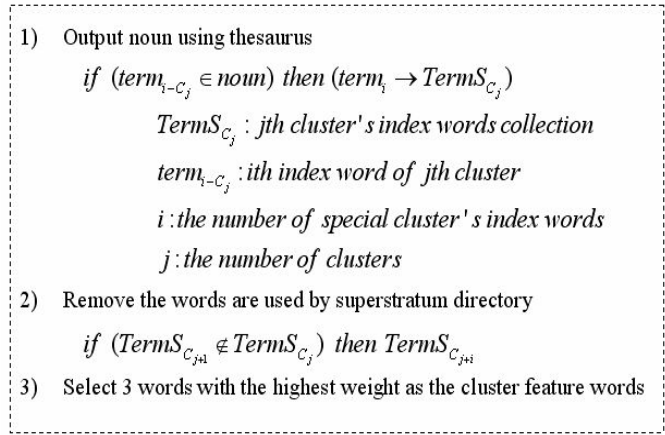 1) Output noun using thesaurus
if (term_{i-C_j} ∈ noun) then (term_i → TermS_{C_j})
TermS_{C_j} : jth cluster's index words collection
term_{i-C_j} : ith index word of jth cluster
i : the number of special cluster's index words
j : the number of clusters
2) Remove the words are used by superstratum directory
if (TermS_{C_{j+1}} ∉ TermS_{C_j}) then TermS_{C_{j+i}}
3) Select 3 words with the highest weight as the cluster feature words